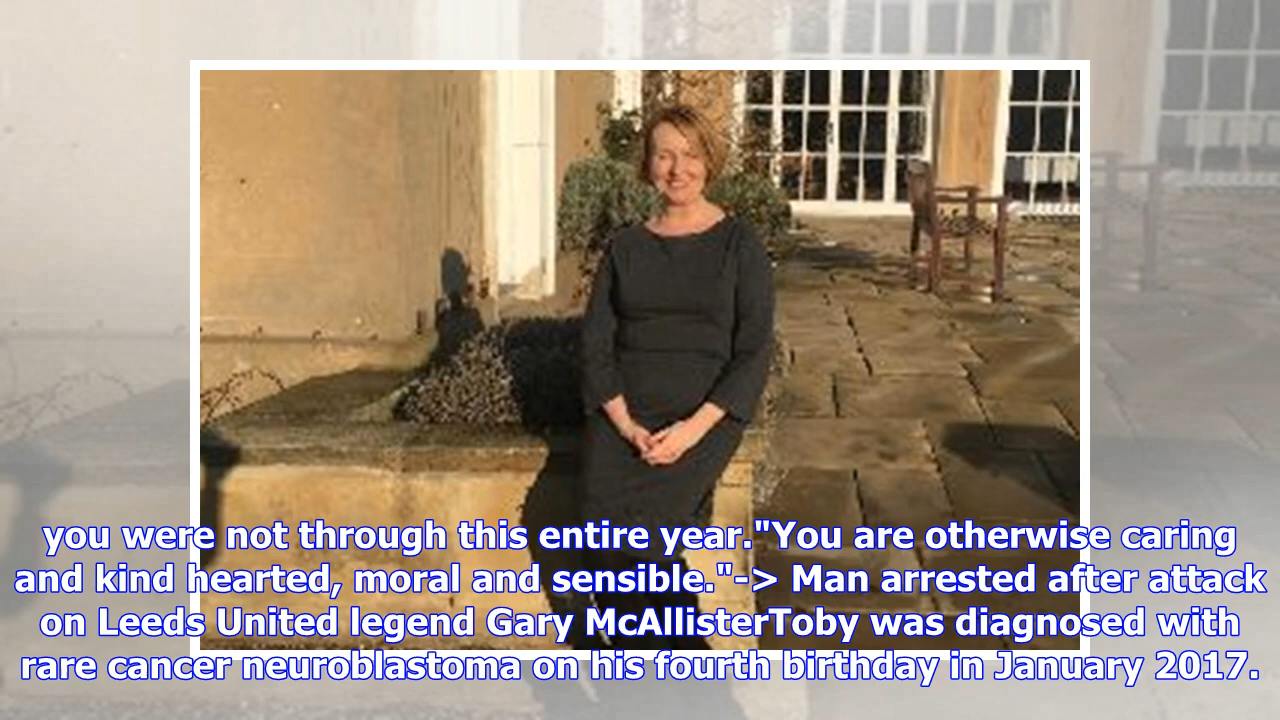 you were not through this entire year."You are otherwise caring
and kind hearted, moral and sensible."-> Man arrested after attack
on Leeds United legend Gary McAllisterToby was diagnosed with
rare cancer neuroblastoma on his fourth birthday in January 2017.